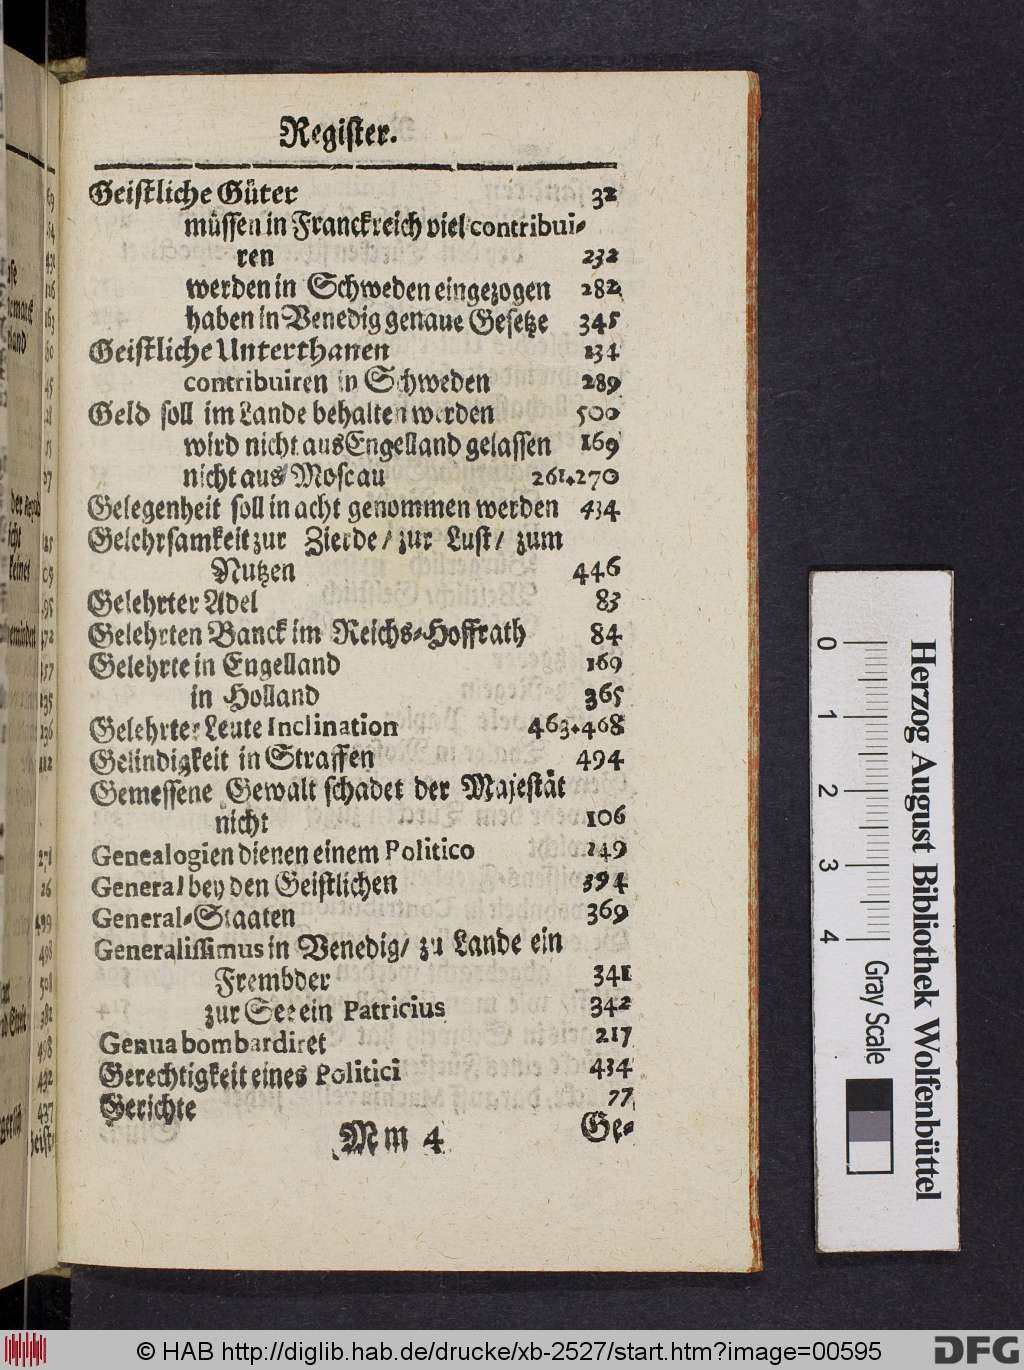 Register.
Geistliche Güter 32
müssen in Franckreich viel contribui-
ren 232
werden in Schweden eingezogen 282
haben in Venedig genaue Gesetze 345
Geistliche Unterthanen 134
contribuiren in Schweden 289
Geld soll im Lande behalten werden 500
wird nicht aus Engelland gelassen 169
nicht aus Moscau 261.270
Gelegenheit soll in acht genommen werden 434
Gelehrsamkeit zur Zierde/ zur Lust/ zum
Nutzen 446
Gelehrter Adel 83
Gelehrten Banck im Reichs-Hoffrath 84
Gelehrte in Engelland 169
in Holland 365
Gelehrter Leute Inclination 463.468
Gelindigkeit in Straffen 494
Gemessene Gewalt schadet der Majestät
nicht 106
Genealogien dienen einem Politico 249
General bey den Geistlichen 394
General-Staaten 369
Generalissimus in Venedig/ zu Lande ein
Frembder 341
zur See ein Patricius 342
Genua bombardiret 217
Gerechtigkeit eines Politici 434
Gerichte 77
Mm 4 Ge-
0 1 2 3 4
Herzog August Bibliothek Wolfenbüttel
Gray Scale
© HAB http://diglib.hab.de/drucke/xb-2527/start.htm?image=00595
DFG